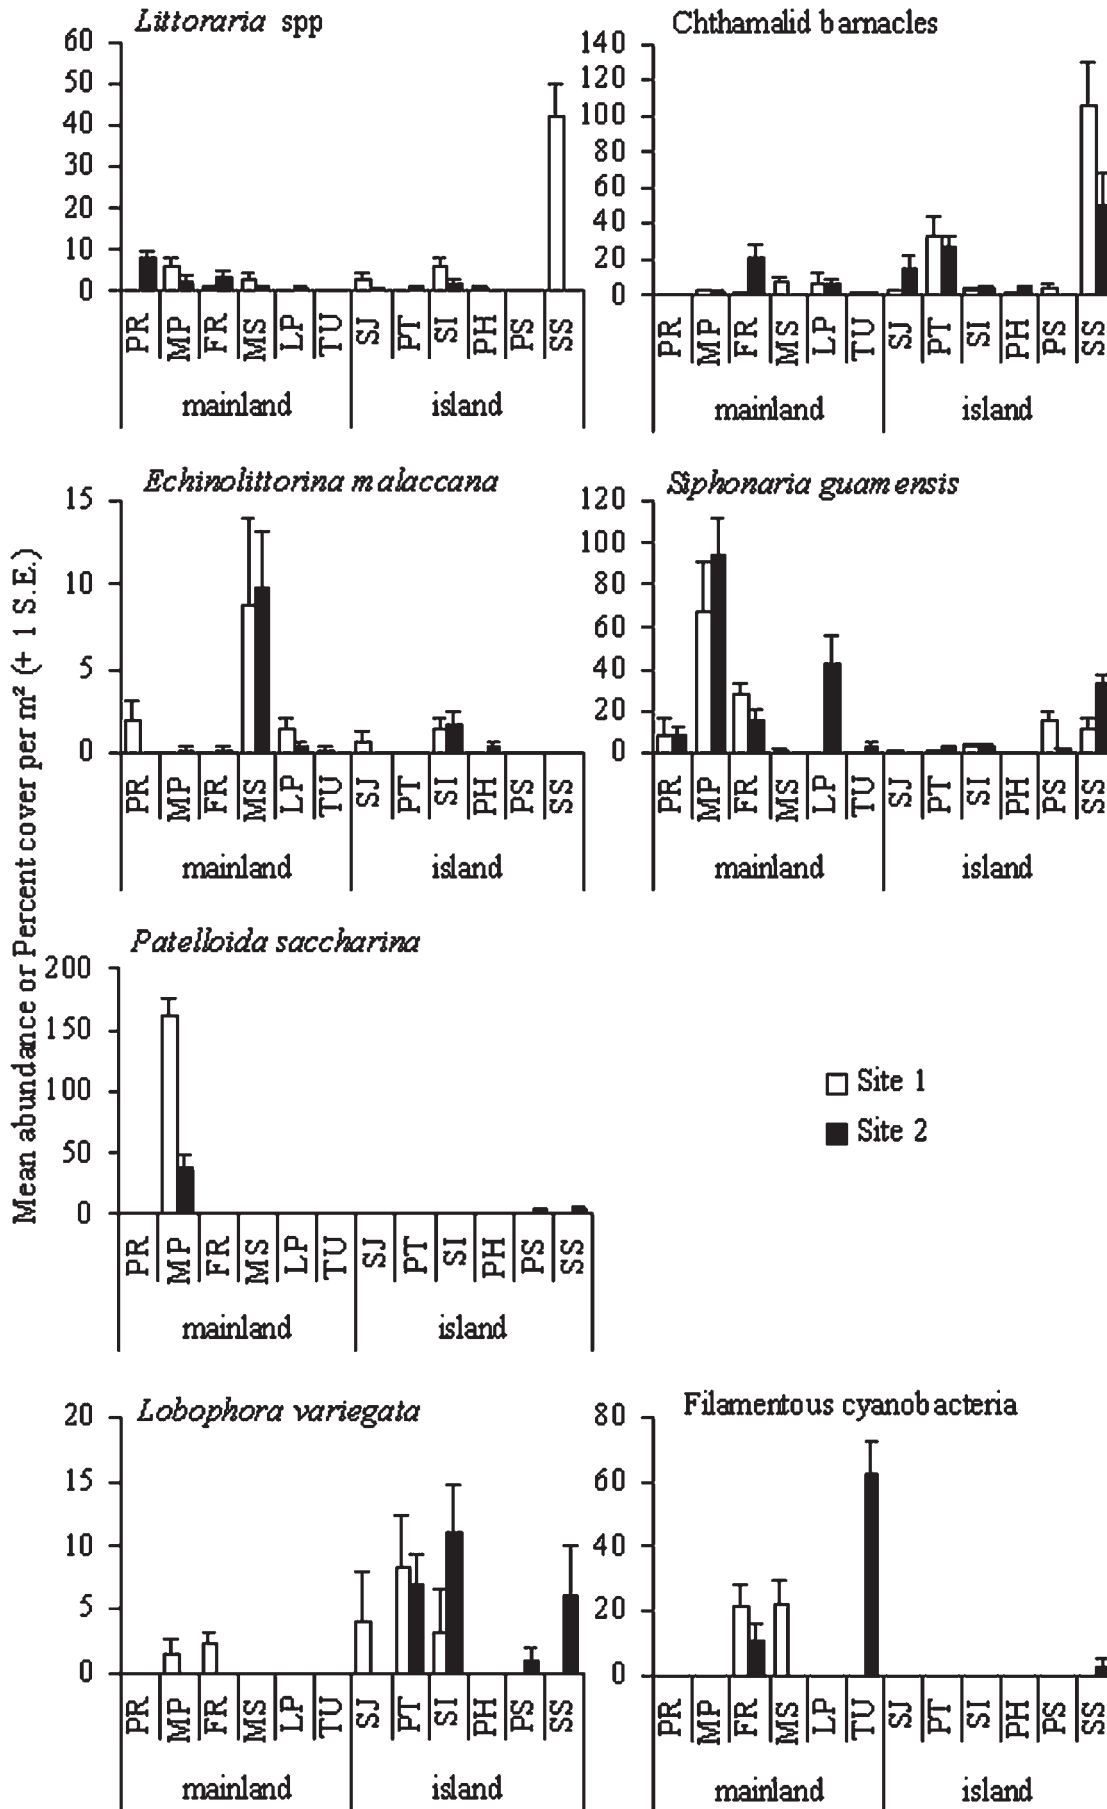 Littoraria spp
60
50
40
30
20
10
0
PR MP FR MS LP TU SJ PT SI PH PS SS
mainland island
Chthamalid barnacles
140
120
100
80
60
40
20
0
PR MP FR MS LP TU SJ PT SI PH PS SS
mainland island
Mean abundance or Percent cover per m² (+ 1 S.E.)
Echinolittorina malaccana
15
10
5
0
PR MP FR MS LP TU SJ PT SI PH PS SS
mainland island
Siphonaria guamensis
120
100
80
60
40
20
0
PR MP FR MS LP TU SJ PT SI PH PS SS
mainland island
Patelloida saccharina
200
150
100
50
0
PR MP FR MS LP TU SJ PT SI PH PS SS
mainland island
Site 1
Site 2
Lobophora variegata
20
15
10
5
0
PR MP FR MS LP TU SJ PT SI PH PS SS
mainland island
Filamentous cyanobacteria
80
60
40
20
0
PR MP FR MS LP TU SJ PT SI PH PS SS
mainland island